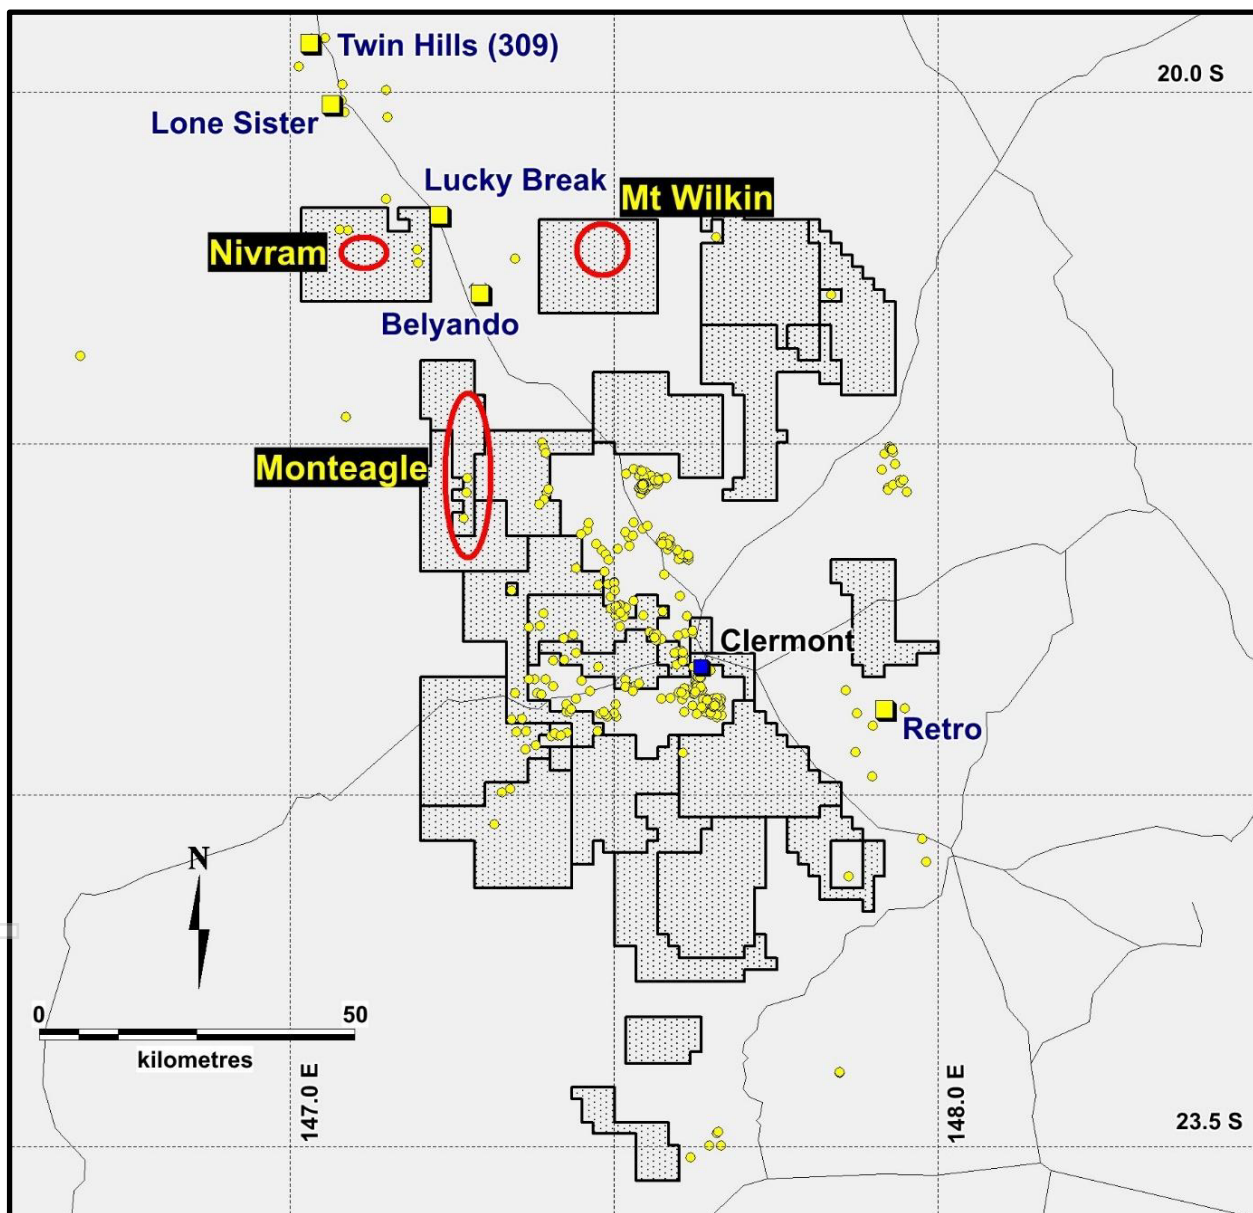 Twin Hills (309)
20.0 S
Lone Sister
Lucky Break
Mt Wilkin
Nivram
Belyando
Monteagle
Clermont
Retro
N
0 50
kilometres
147.0 E
148.0 E
23.5 S